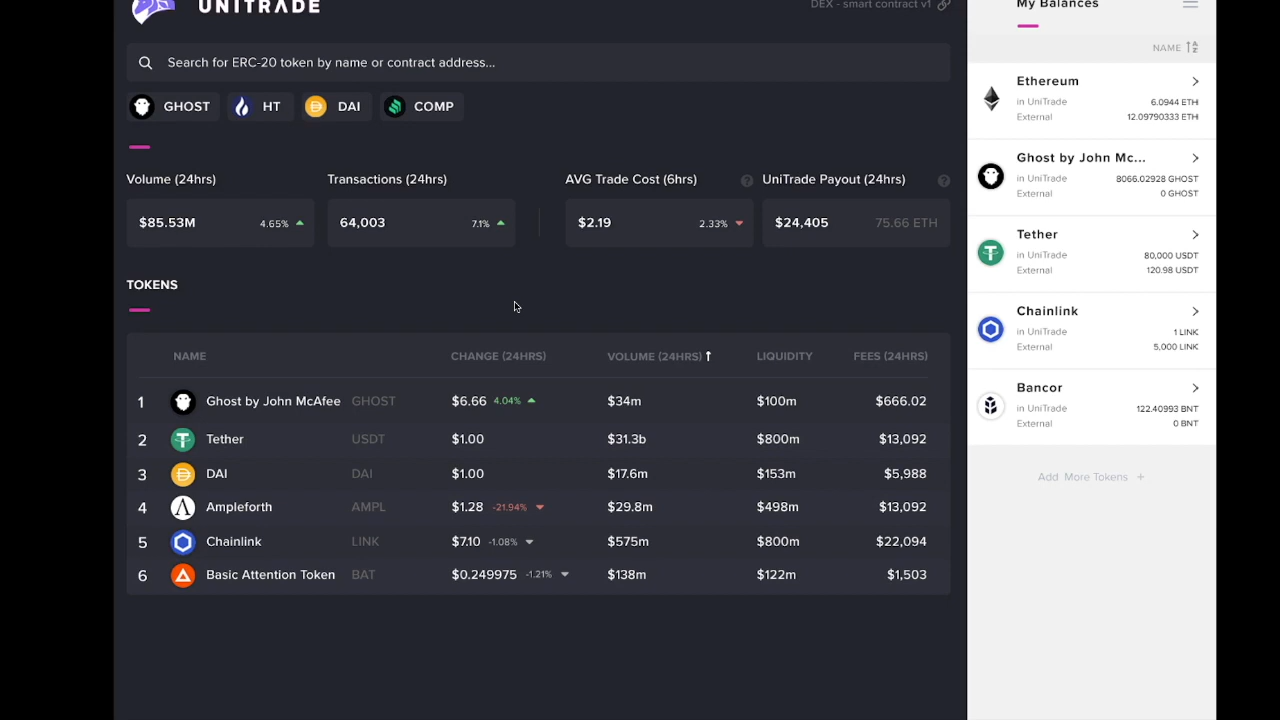 UNITRADE
DEX - smart contract v1
Search for ERC-20 token by name or contract address...
GHOST HT DAI COMP
Volume (24hrs) Transactions (24hrs) AVG Trade Cost (6hrs) ? UniTrade Payout (24hrs) ?
$85.53M 4.65% 64,003 7.1% $2.19 2.33% $24,405 75.66 ETH
TOKENS
NAME CHANGE (24HRS) VOLUME (24HRS) LIQUIDITY FEES (24HRS)
1 Ghost by John McAfee GHOST $6.66 4.04% $34m $100m $666.02
2 Tether USDT $1.00 $31.3b $800m $13,092
3 DAI DAI $1.00 $17.6m $153m $5,988
4 Ampleforth AMPL $1.28 -21.94% $29.8m $498m $13,092
5 Chainlink LINK $7.10 -1.08% $575m $800m $22,094
6 Basic Attention Token BAT $0.249975 -1.21% $138m $122m $1,503
My Balances
NAME
Ethereum
in UniTrade 6.0944 ETH
External 12.09790333 ETH
Ghost by John Mc...
in UniTrade 8066.02928 GHOST
External 0 GHOST
Tether
in UniTrade 80,000 USDT
External 120.98 USDT
Chainlink
in UniTrade 1 LINK
External 5,000 LINK
Bancor
in UniTrade 122.40993 BNT
External 0 BNT
Add More Tokens +